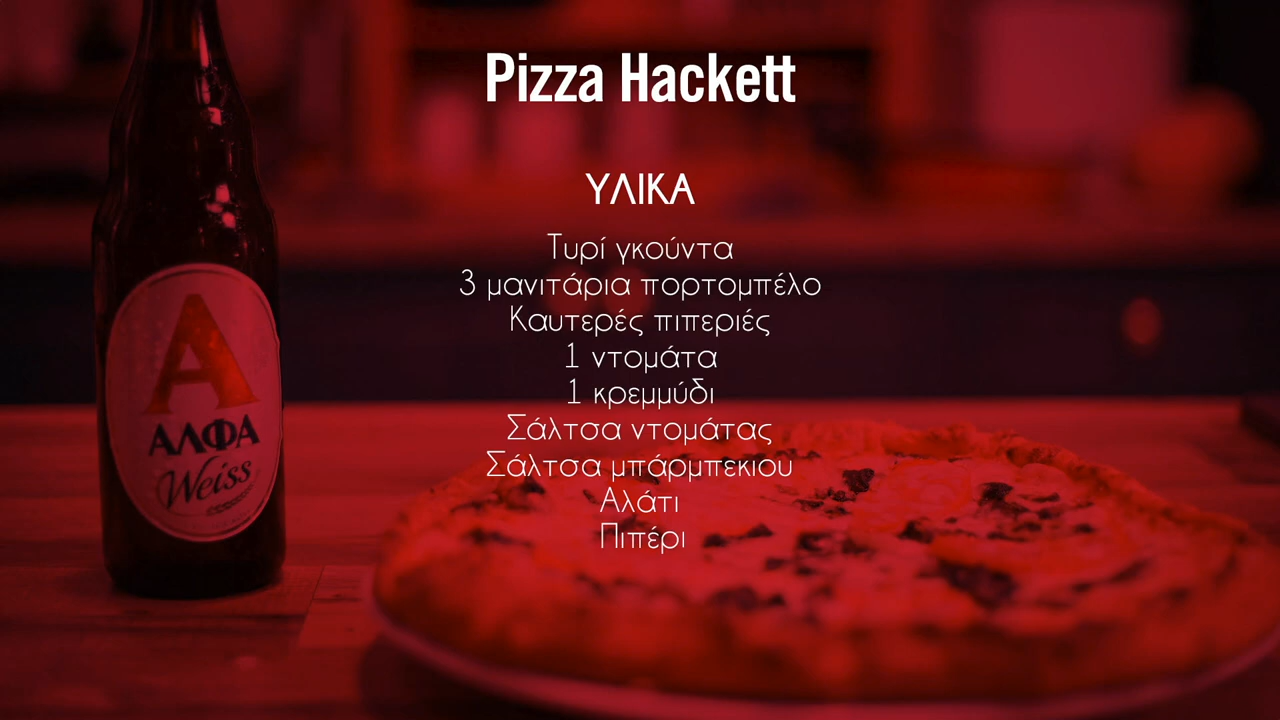 Pizza Hackett
ΥΛΙΚΑ
Τυρί γκούντα
3 μανιτάρια πορτομπέλο
Καυτερές πιπεριές
1 ντομάτα
1 κρεμμύδι
Σάλτσα ντομάτας
Σάλτσα μπάρμπεκιου
Αλάτι
Πιπέρι
Α
ΑΛΦΑ
Weiss